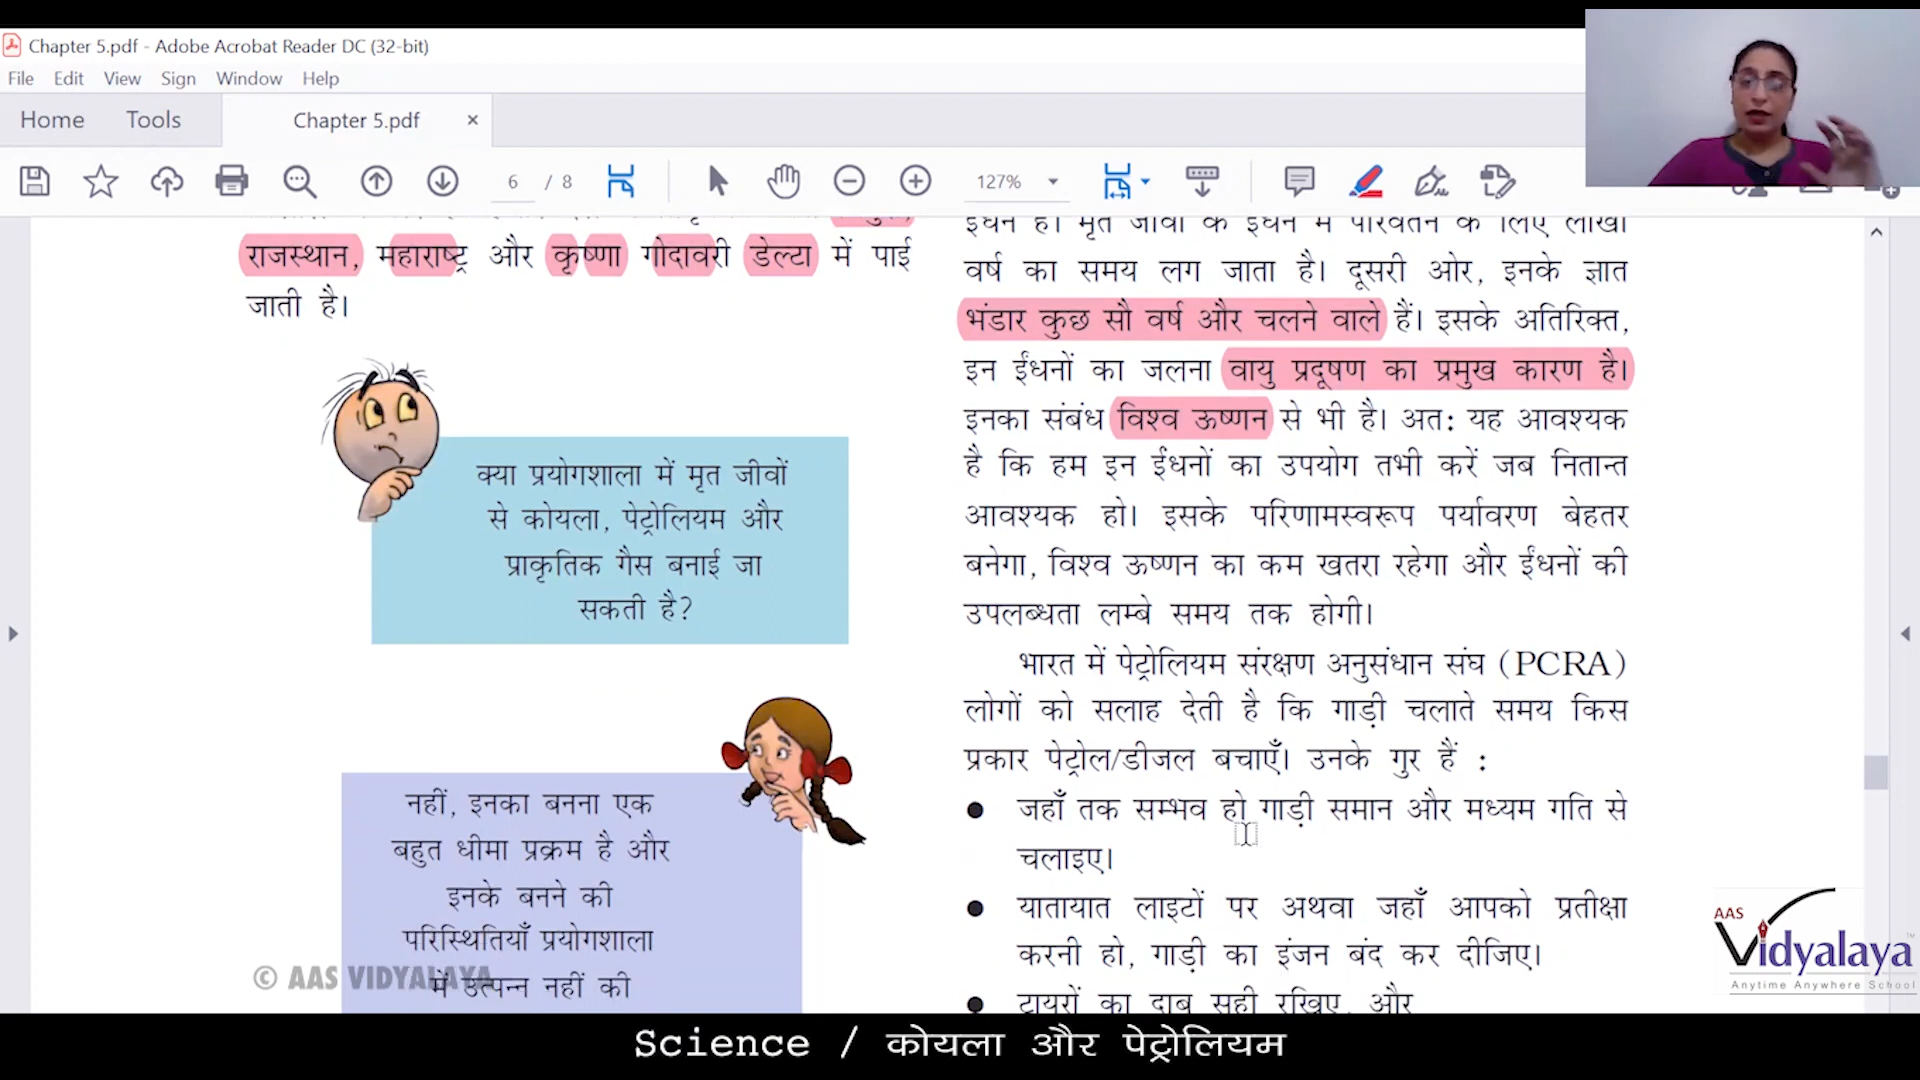 Chapter 5.pdf - Adobe Acrobat Reader DC (32-bit)
File Edit View Sign Window Help
Home Tools Chapter 5.pdf ×
6 / 8 127%
राजस्थान, महाराष्ट्र और कृष्णा गोदावरी डेल्टा में पाई
जाती है।
क्या प्रयोगशाला में मृत जीवों
से कोयला, पेट्रोलियम और
प्राकृतिक गैस बनाई जा
सकती है?
नहीं, इनका बनना एक
बहुत धीमा प्रक्रम है और
इनके बनने की
परिस्थितियाँ प्रयोगशाला
में उत्पन्न नहीं की
ईंधन हैं। मृत जीवों के ईंधन में परिवर्तन के लिए लाखों
वर्ष का समय लग जाता है। दूसरी ओर, इनके ज्ञात
भंडार कुछ सौ वर्ष और चलने वाले हैं। इसके अतिरिक्त,
इन ईंधनों का जलना वायु प्रदूषण का प्रमुख कारण है।
इनका संबंध विश्व ऊष्णन से भी है। अत: यह आवश्यक
है कि हम इन ईंधनों का उपयोग तभी करें जब नितान्त
आवश्यक हो। इसके परिणामस्वरूप पर्यावरण बेहतर
बनेगा, विश्व ऊष्णन का कम खतरा रहेगा और ईंधनों की
उपलब्धता लम्बे समय तक होगी।
भारत में पेट्रोलियम संरक्षण अनुसंधान संघ (PCRA)
लोगों को सलाह देती है कि गाड़ी चलाते समय किस
प्रकार पेट्रोल/डीजल बचाएँ। उनके गुर हैं :
● जहाँ तक सम्भव हो गाड़ी समान और मध्यम गति से
चलाइए।
● यातायात लाइटों पर अथवा जहाँ आपको प्रतीक्षा
करनी हो, गाड़ी का इंजन बंद कर दीजिए।
● टायरों का दाब सही रखिए, और
© AAS VIDYALAYA
AAS
Vidyalaya
Anytime Anywhere School
Science / कोयला और पेट्रोलियम